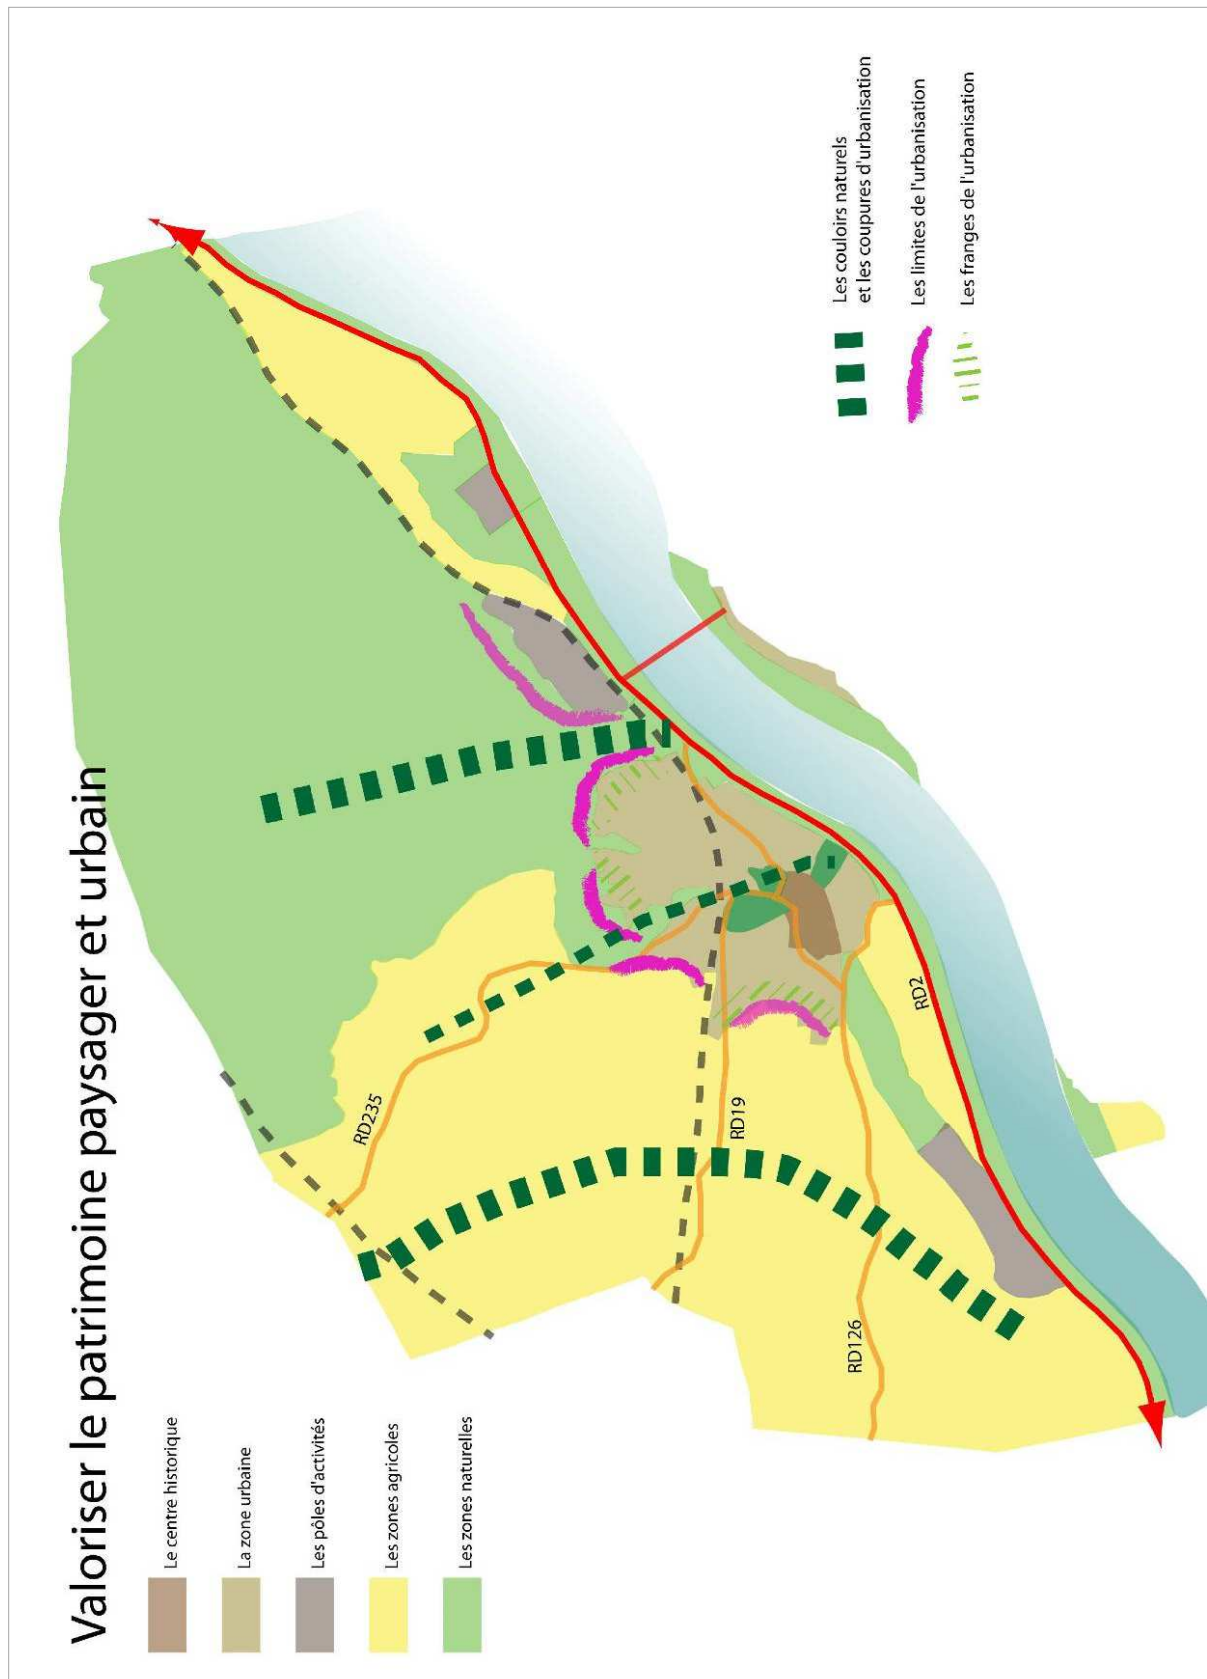 Valoriser le patrimoine paysager et urbain
Le centre historique
La zone urbaine
Les pôles d'activités
Les zones agricoles
Les zones naturelles
RD235
RD19
RD126
RD2
Les couloirs naturels
et les coupures d'urbanisation
Les limites de l'urbanisation
Les franges de l'urbanisation